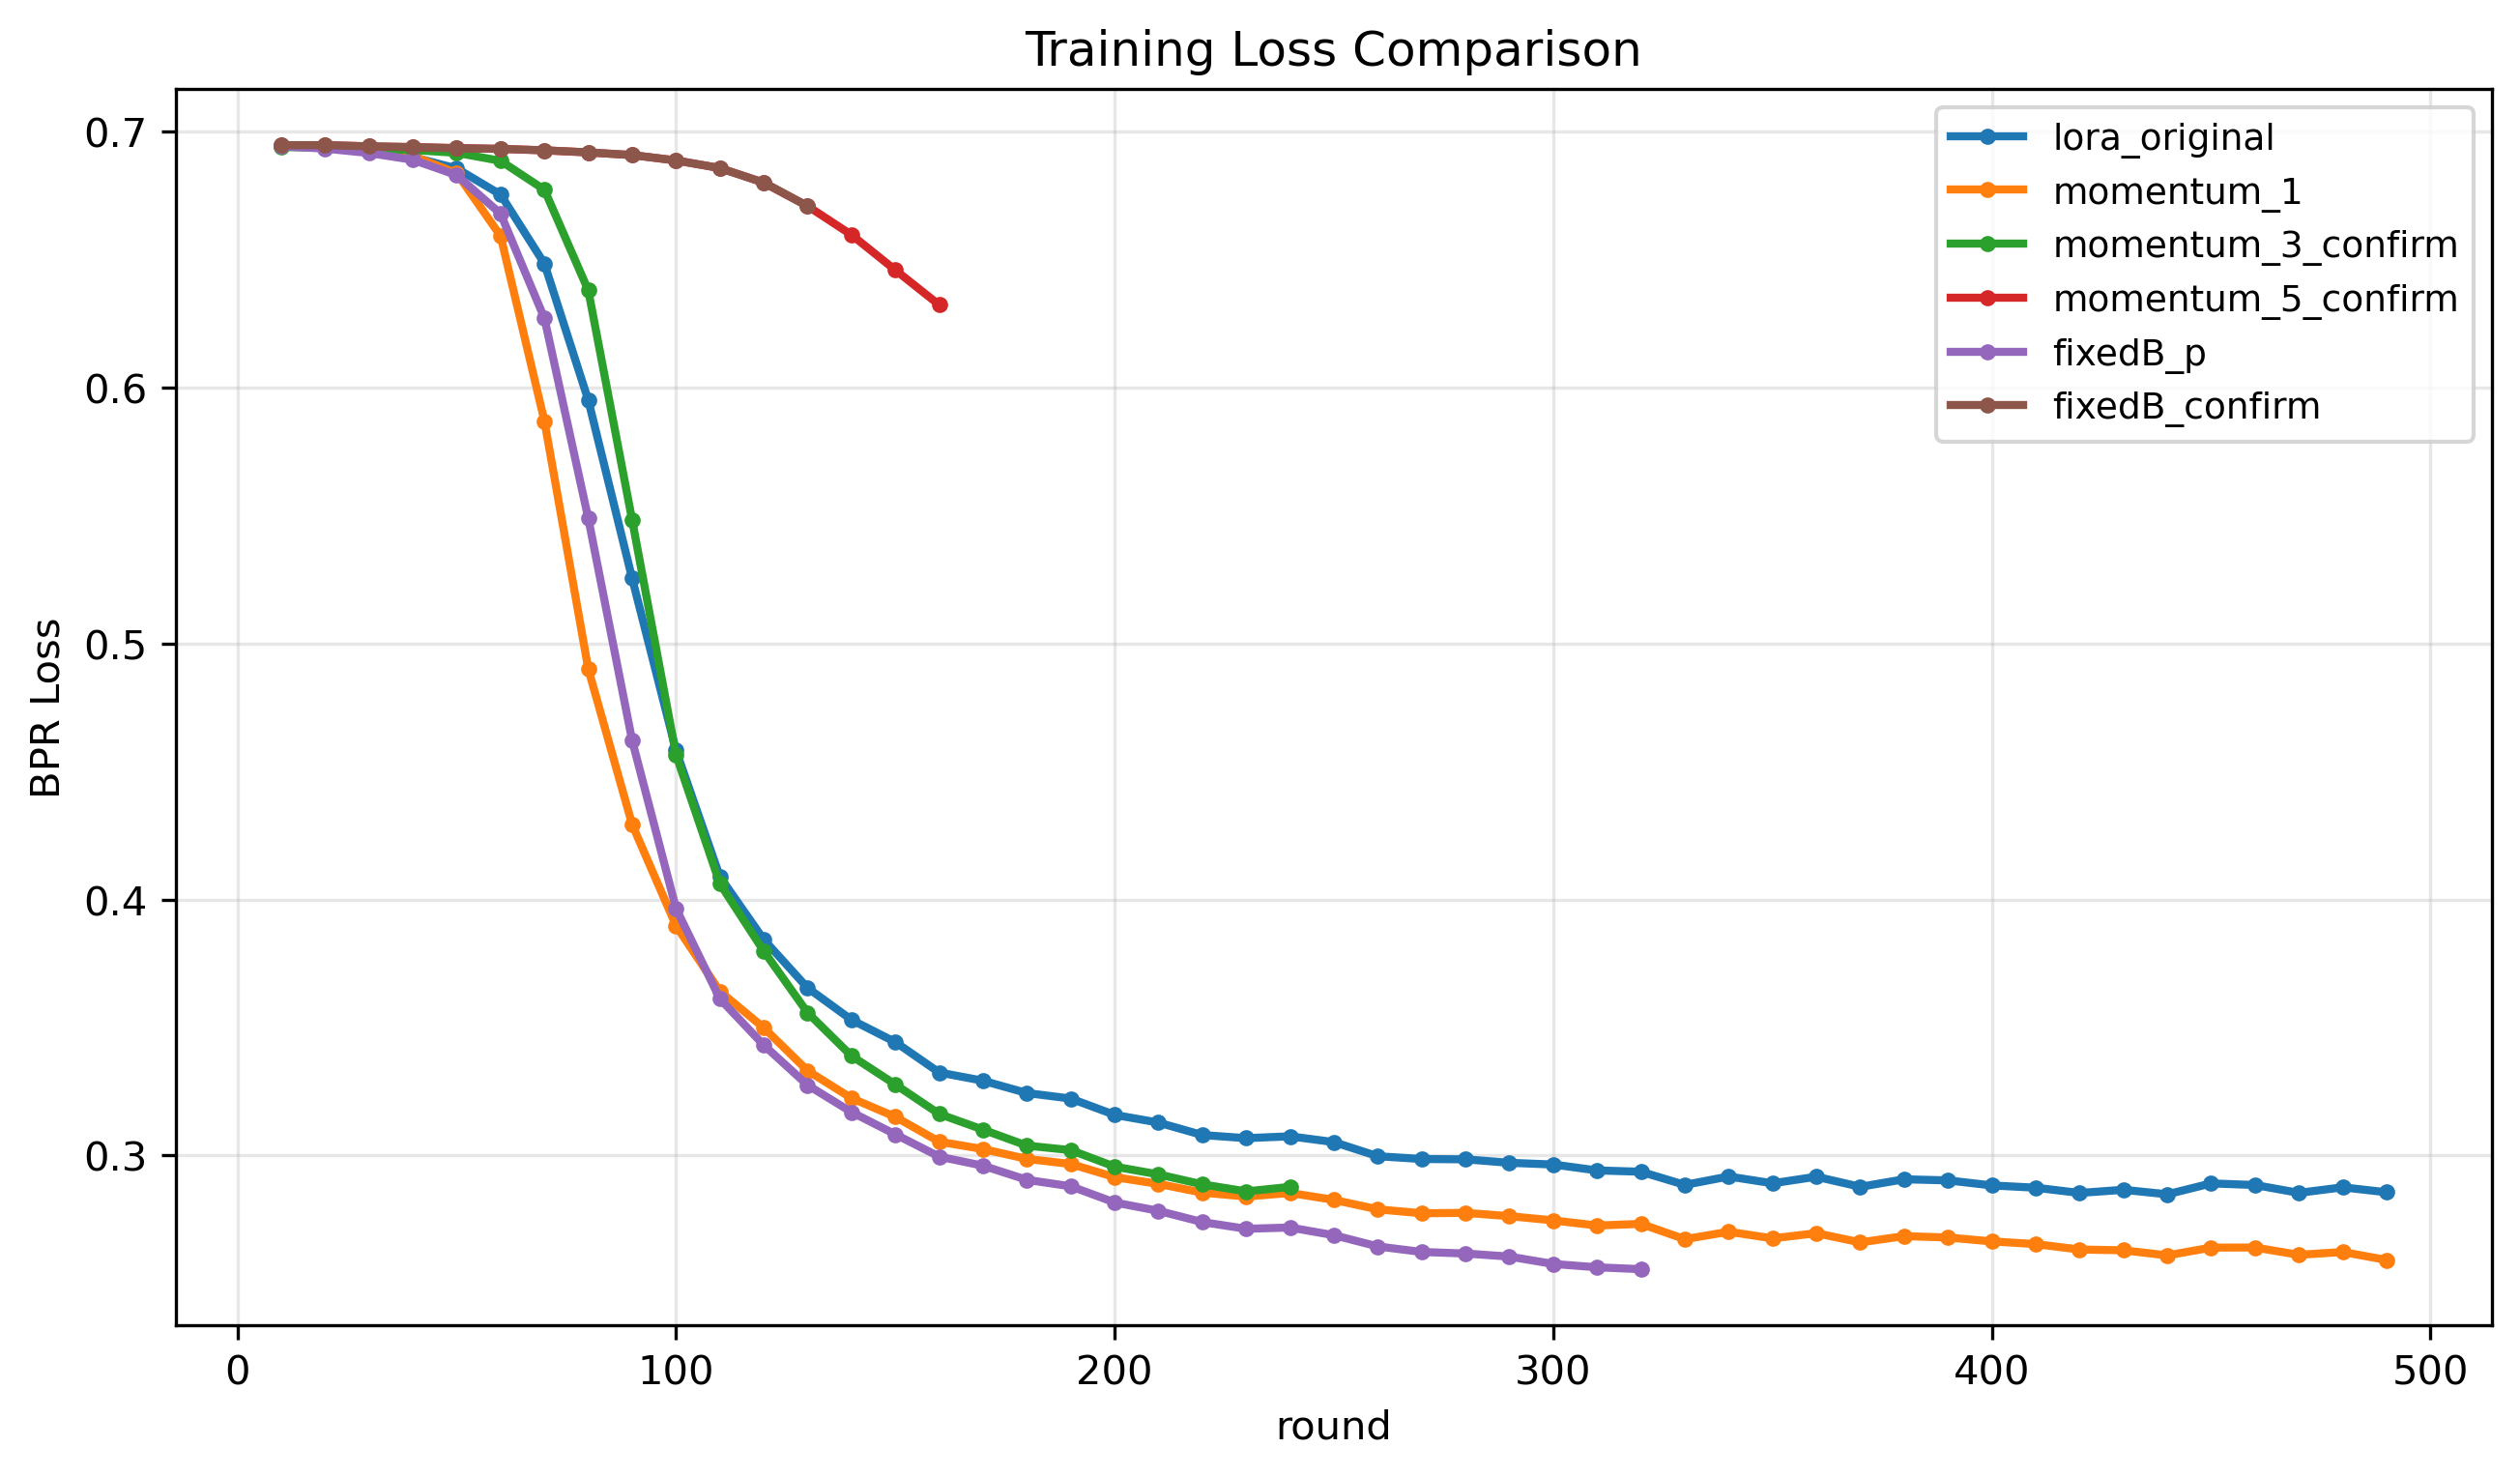 Training Loss Comparison
0.7
0.6
0.5
0.4
0.3
BPR Loss
lora_original
momentum_1
momentum_3_confirm
momentum_5_confirm
fixedB_p
fixedB_confirm
0
100
200
300
400
500
round